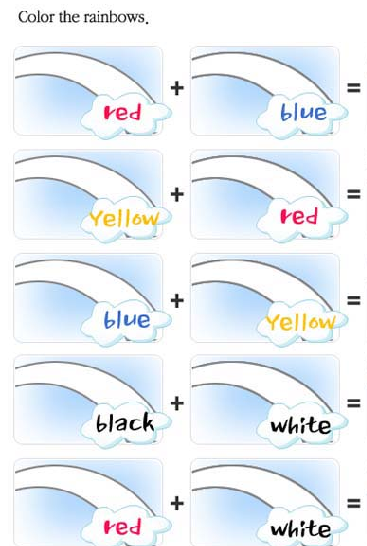 Color the rainbows.
red + blue =
Yellow + red =
blue + Yellow =
black + white =
red + white =